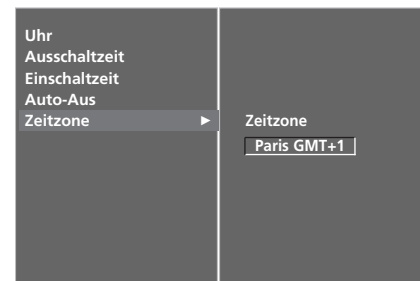 Uhr
Ausschaltzeit
Einschaltzeit
Auto-Aus
Zeitzone ►
Zeitzone
Paris GMT+1